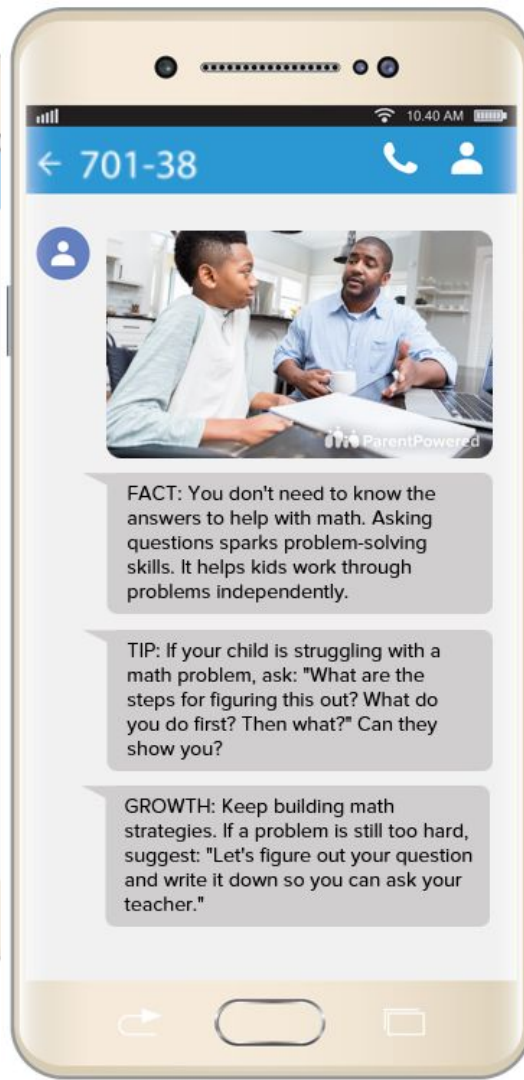 10.40 AM
701-38
ParentPowered
FACT: You don't need to know the
answers to help with math. Asking
questions sparks problem-solving
skills. It helps kids work through
problems independently.
TIP: If your child is struggling with a
math problem, ask: "What are the
steps for figuring this out? What do
you do first? Then what?" Can they
show you?
GROWTH: Keep building math
strategies. If a problem is still too hard,
suggest: "Let's figure out your question
and write it down so you can ask your
teacher."